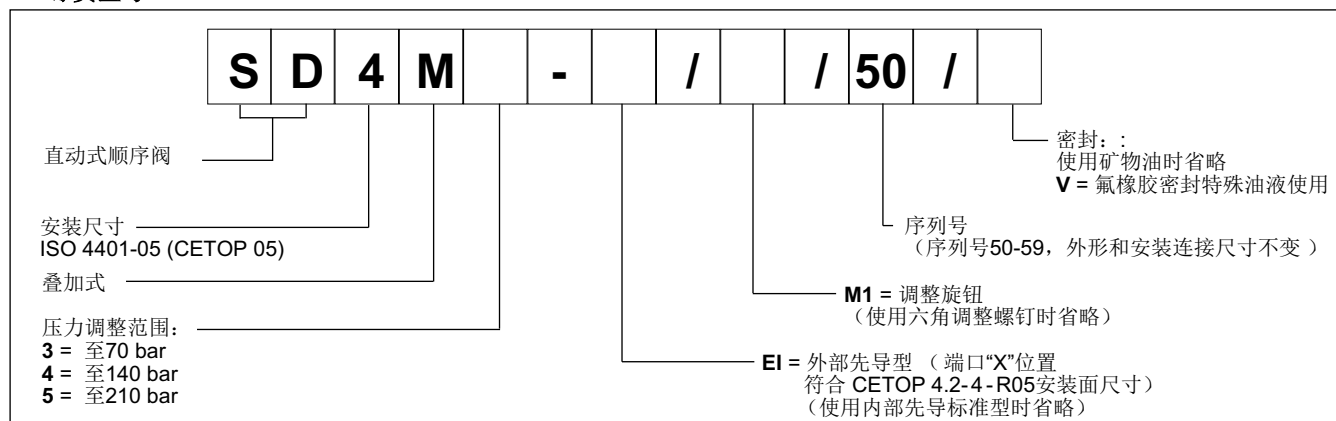 S D 4 M - / / 50 /
直动式顺序阀
安装尺寸
ISO 4401-05 (CETOP 05)
叠加式
压力调整范围:
3 = 至70 bar
4 = 至140 bar
5 = 至210 bar
密封: :
使用矿物油时省略
V = 氟橡胶密封特殊油液使用
序列号
(序列号50-59，外形和安装连接尺寸不变 )
M1 = 调整旋钮
(使用六角调整螺钉时省略)
EI = 外部先导型 ( 端口“X”位置
符合 CETOP 4.2-4-R05安装面尺寸)
(使用内部先导标准型时省略)